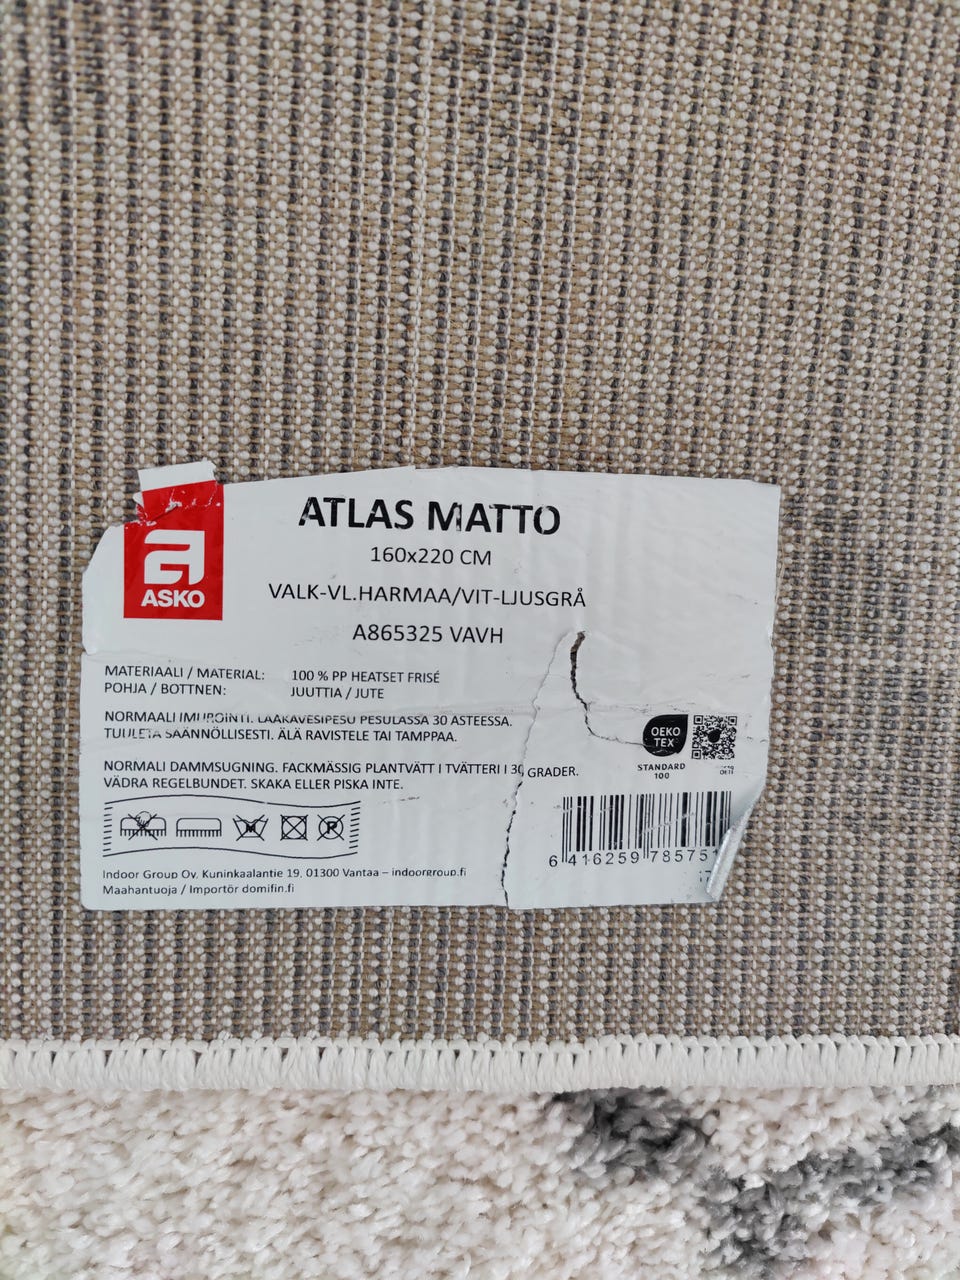 ASKO
ATLAS MATTO
160x220 CM
VALK-VL.HARMAA/VIT-LJUSGRÅ
A865325 VAVH
MATERIAALI / MATERIAL: 100 % PP HEATSET FRISÉ
POHJA / BOTTNEN: JUUTTIA / JUTE
NORMAALI IMUROINTI. LAAKAVESIPESU PESULASSA 30 ASTEESSA.
TUULETA SÄÄNNÖLLISESTI. ÄLÄ RAVISTELE TAI TAMPPAA.
NORMALI DAMMSUGNING. FACKMÄSSIG PLANTVÄTT I TVÄTTERI I 30 GRADER.
VÄDRA REGELBUNDET. SKAKA ELLER PISKA INTE.
OEKO
TEX
STANDARD
100
M
P
6 416259 78575
Indoor Group Oy, Kuninkaalantie 19, 01300 Vantaa – indoorgroup.fi
Maahantuoja / Importör domifin.fi